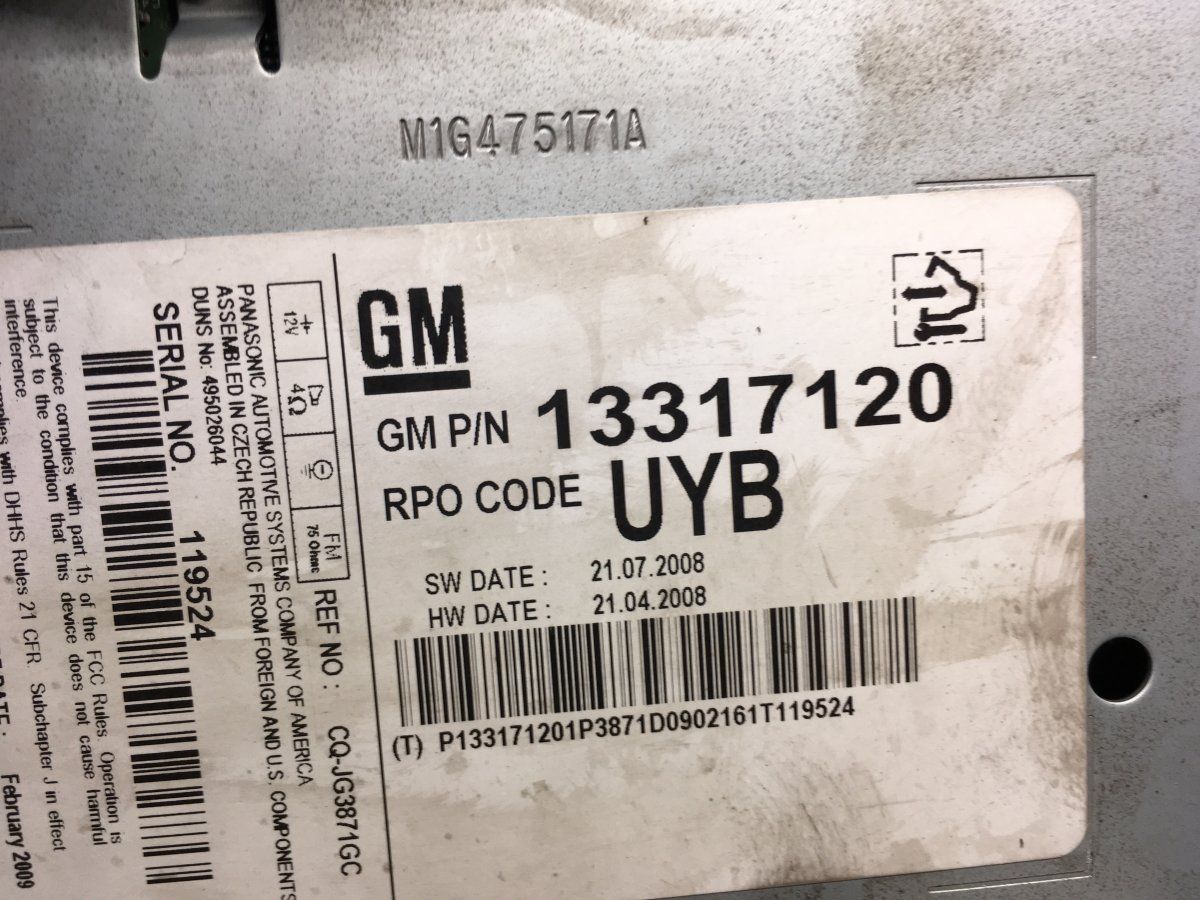 M1G475171A
GM
GM P/N 13317120
RPO CODE UYB
SW DATE : 21.07.2008
HW DATE : 21.04.2008
(T) P133171201P3871D0902161T119524
12V 4Ω FM 75 Ohmc
REF NO : CQ-JG3871GC
PANASONIC AUTOMOTIVE SYSTEMS COMPANY OF AMERICA
ASSEMBLED IN CZECH REPUBLIC FROM FOREIGN AND U.S. COMPONENTS
DUNS No: 495026044
SERIAL NO. 119524
This device complies with part 15 of the FCC Rules. Operation is
subject to the condition that this device does not cause harmful
interference.
with DHHS Rules 21 CFR Subchapter J in effect
DATE : February 2009